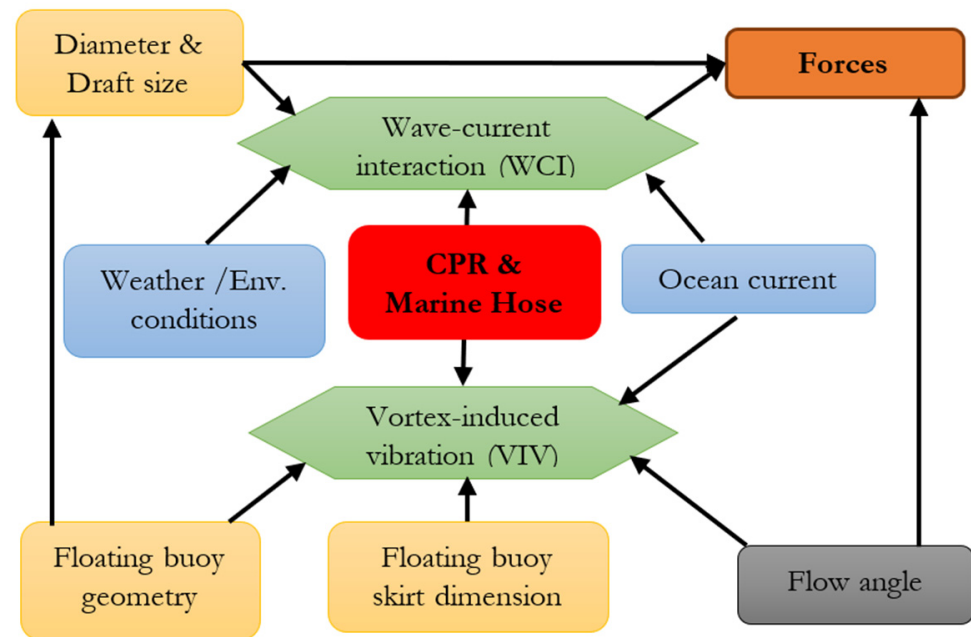 Diameter &
Draft size
Forces
Wave-current
interaction (WCI)
Weather /Env.
conditions
CPR &
Marine Hose
Ocean current
Vortex-induced
vibration (VIV)
Floating buoy
geometry
Floating buoy
skirt dimension
Flow angle